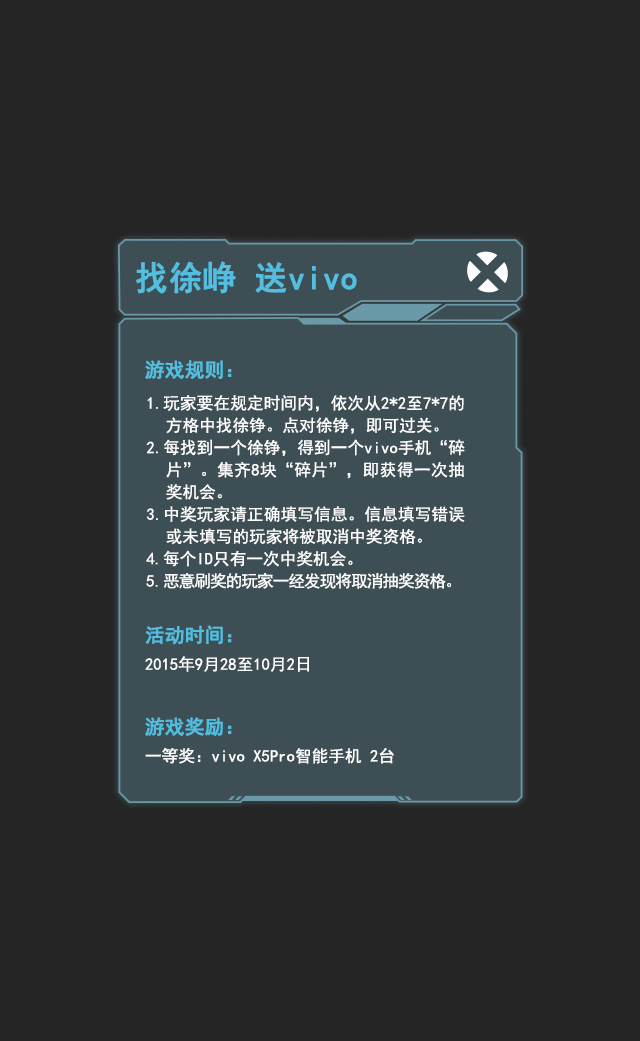 找徐峥 送vivo
游戏规则：
1.玩家要在规定时间内，依次从2*2至7*7的
方格中找徐铮。点对徐铮，即可过关。
2.每找到一个徐铮，得到一个vivo手机“碎
片”。集齐8块“碎片”，即获得一次抽
奖机会。
3.中奖玩家请正确填写信息。信息填写错误
或未填写的玩家将被取消中奖资格。
4.每个ID只有一次中奖机会。
5.恶意刷奖的玩家一经发现将取消抽奖资格。
活动时间：
2015年9月28至10月2日
游戏奖励：
一等奖：vivo X5Pro智能手机 2台